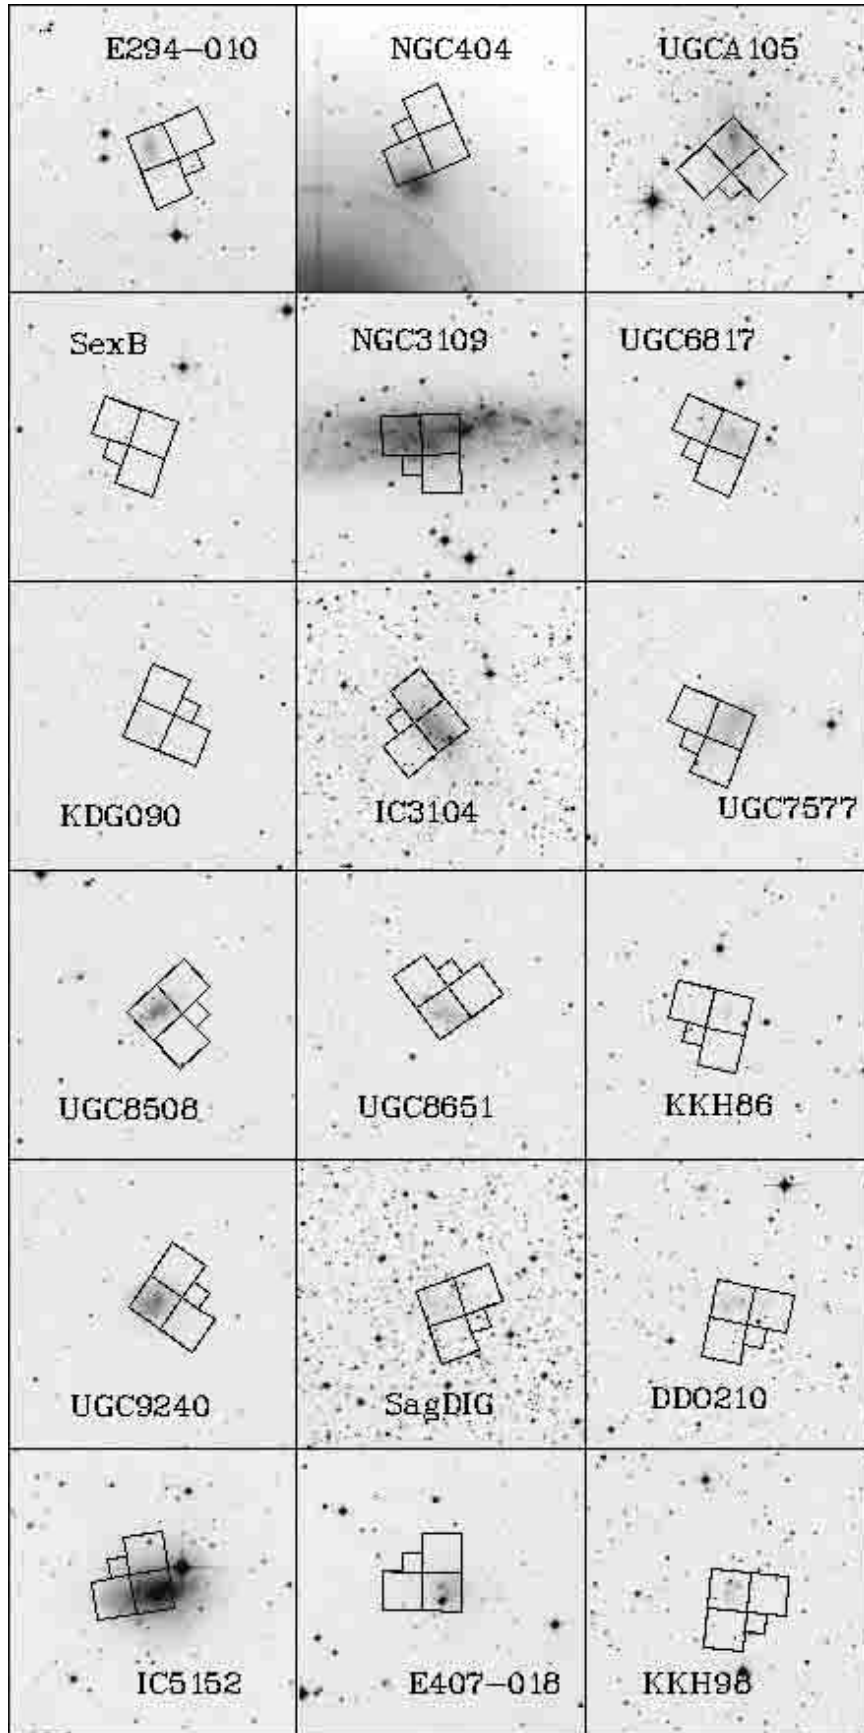 E294-010
NGC404
UGCA105
SexB
NGC3109
UGC6817
KDG090
IC3104
UGC7577
UGC8508
UGC8651
KKH86
UGC9240
SagDIG
DDO210
IC5152
E407-018
KKH98